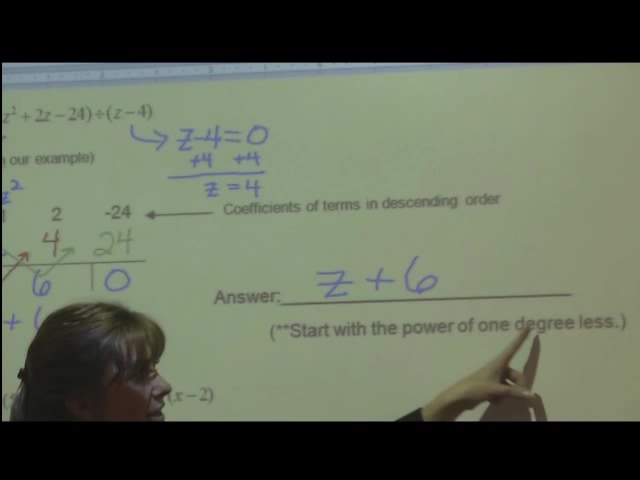 z² + 2z – 24) ÷ (z – 4)
z-4=0
our example)
+4 +4
z²
z = 4
2 -24
Coefficients of terms in descending order
4 24
6 0
Answer: z + 6
+
(**Start with the power of one degree less.)
(x – 2)